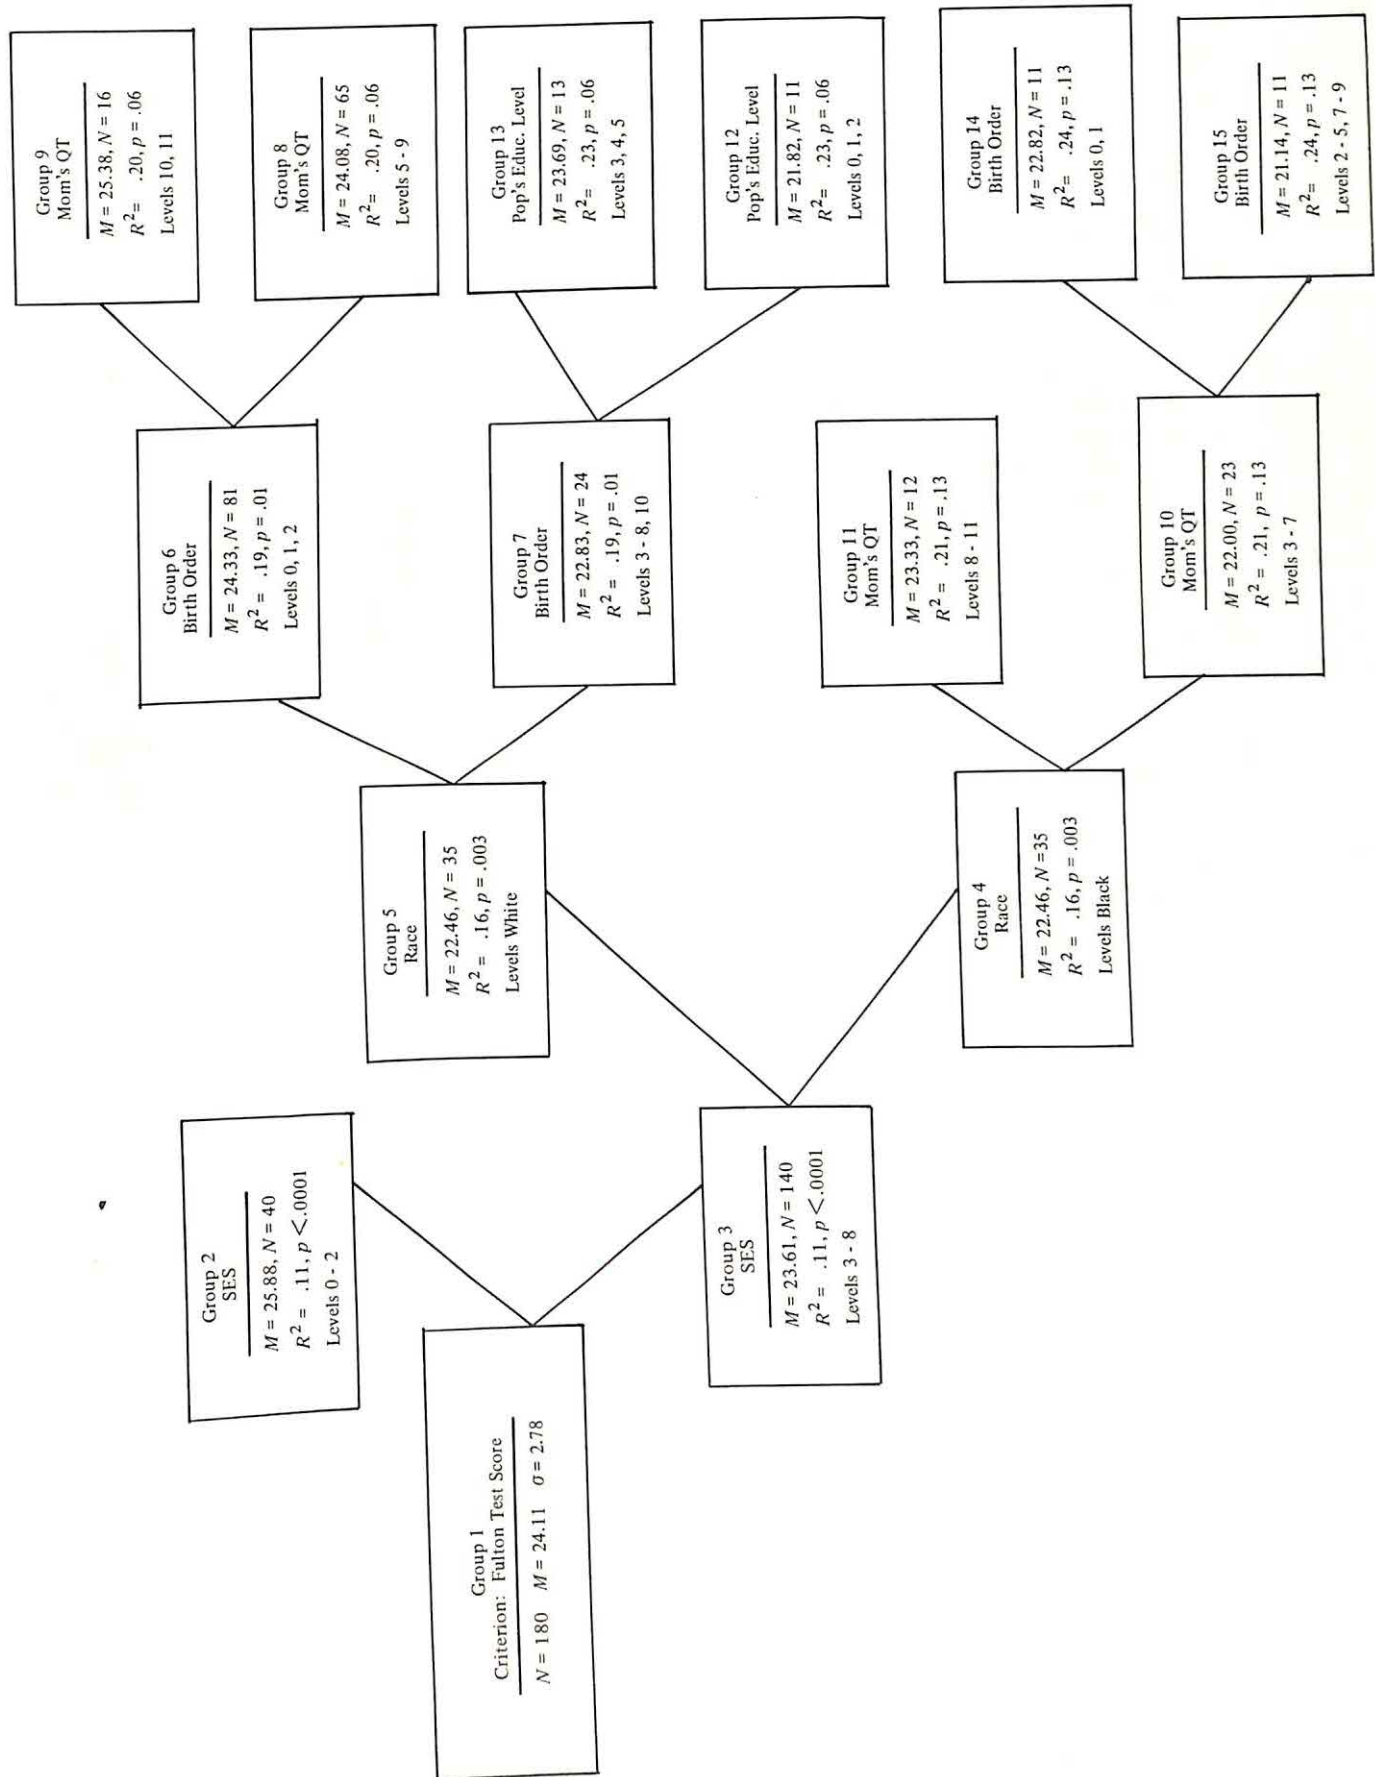 Group 1
Criterion: Fulton Test Score
N = 180 M = 24.11 σ = 2.78
Group 2
SES
M = 25.88, N = 40
R² = .11, p <.0001
Levels 0 - 2
Group 3
SES
M = 23.61, N = 140
R² = .11, p <.0001
Levels 3 - 8
Group 5
Race
M = 22.46, N = 35
R² = .16, p = .003
Levels White
Group 4
Race
M = 22.46, N =35
R² = .16, p = .003
Levels Black
Group 6
Birth Order
M = 24.33, N = 81
R² = .19, p = .01
Levels 0, 1, 2
Group 7
Birth Order
M = 22.83, N = 24
R² = .19, p = .01
Levels 3 - 8, 10
Group 11
Mom's QT
M = 23.33, N = 12
R² = .21, p = .13
Levels 8 - 11
Group 10
Mom's QT
M = 22.00, N = 23
R² = .21, p = .13
Levels 3 - 7
Group 9
Mom's QT
M = 25.38, N = 16
R² = .20, p = .06
Levels 10, 11
Group 8
Mom's QT
M = 24.08, N = 65
R² = .20, p = .06
Levels 5 - 9
Group 13
Pop's Educ. Level
M = 23.69, N = 13
R² = .23, p = .06
Levels 3, 4, 5
Group 12
Pop's Educ. Level
M = 21.82, N = 11
R² = .23, p = .06
Levels 0, 1, 2
Group 14
Birth Order
M = 22.82, N = 11
R² = .24, p = .13
Levels 0, 1
Group 15
Birth Order
M = 21.14, N = 11
R² = .24, p = .13
Levels 2 - 5, 7 - 9